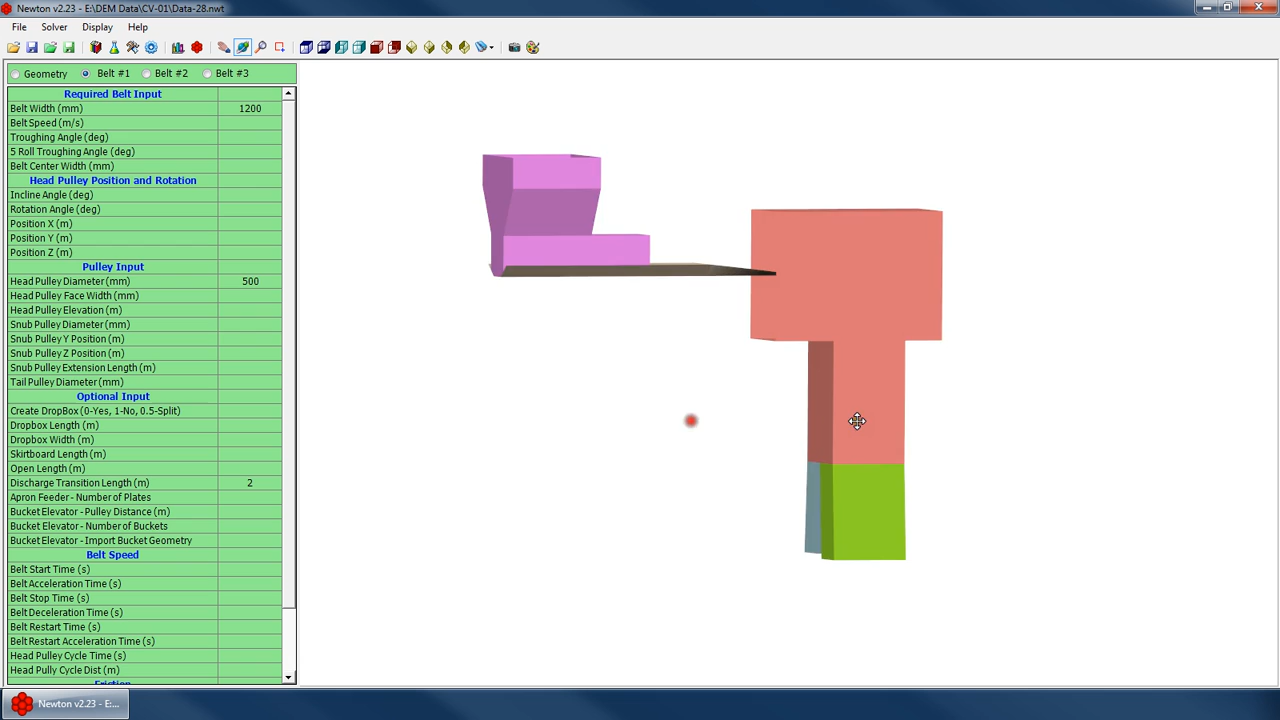 Newton v2.23 - E:\DEM Data\CV-01\Data-28.nwt
File Solver Display Help
Geometry Belt #1 Belt #2 Belt #3
Required Belt Input
Belt Width (mm) 1200
Belt Speed (m/s)
Troughing Angle (deg)
5 Roll Troughing Angle (deg)
Belt Center Width (mm)
Head Pulley Position and Rotation
Incline Angle (deg)
Rotation Angle (deg)
Position X (m)
Position Y (m)
Position Z (m)
Pulley Input
Head Pulley Diameter (mm) 500
Head Pulley Face Width (mm)
Head Pulley Elevation (m)
Snub Pulley Diameter (mm)
Snub Pulley Y Position (m)
Snub Pulley Z Position (m)
Snub Pulley Extension Length (m)
Tail Pulley Diameter (mm)
Optional Input
Create DropBox (0-Yes, 1-No, 0.5-Split)
Dropbox Length (m)
Dropbox Width (m)
Skirtboard Length (m)
Open Length (m)
Discharge Transition Length (m) 2
Apron Feeder - Number of Plates
Bucket Elevator - Pulley Distance (m)
Bucket Elevator - Number of Buckets
Bucket Elevator - Import Bucket Geometry
Belt Speed
Belt Start Time (s)
Belt Acceleration Time (s)
Belt Stop Time (s)
Belt Deceleration Time (s)
Belt Restart Time (s)
Belt Restart Acceleration Time (s)
Head Pulley Cycle Time (s)
Head Pully Cycle Dist (m)
Friction
Newton v2.23 - E:...